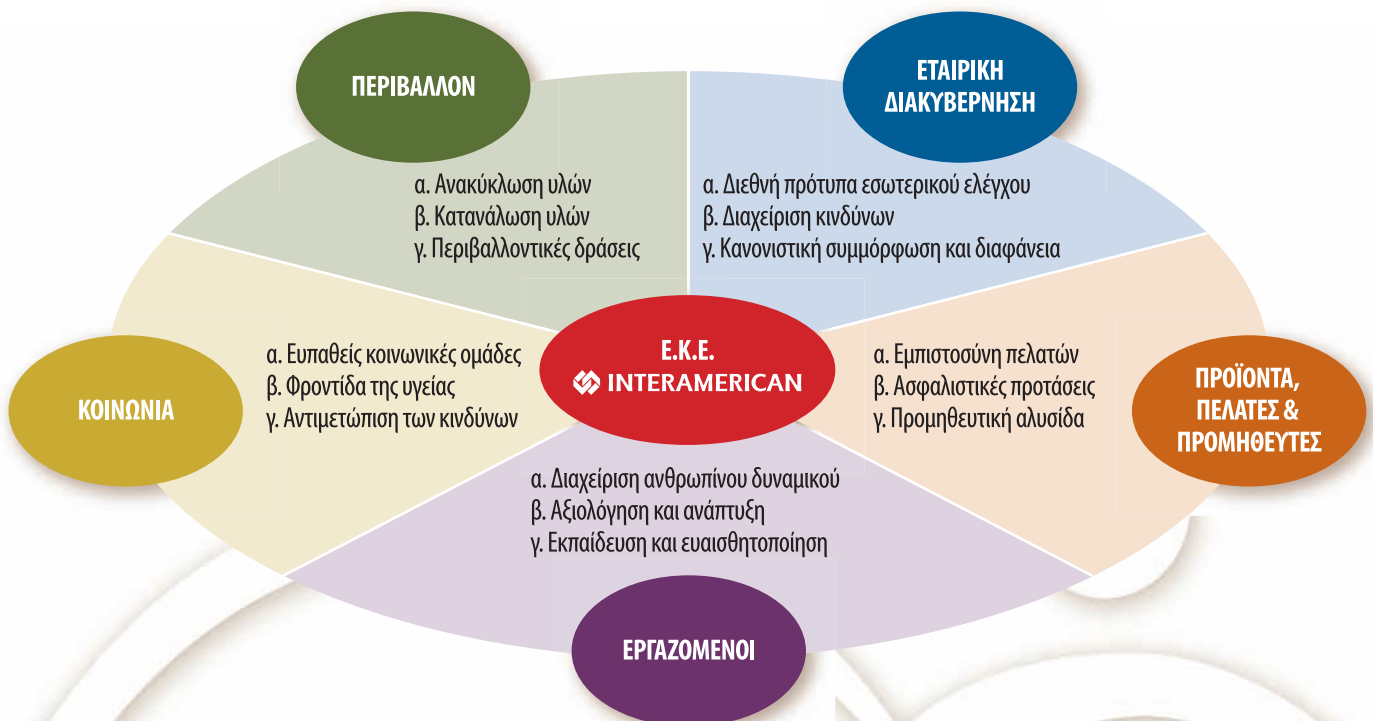 ΠΕΡΙΒΑΛΛΟΝ
α. Ανακύκλωση υλών
β. Κατανάλωση υλών
γ. Περιβαλλοντικές δράσεις
ΕΤΑΙΡΙΚΗ
ΔΙΑΚΥΒΕΡΝΗΣΗ
α. Διεθνή πρότυπα εσωτερικού ελέγχου
β. Διαχείριση κινδύνων
γ. Κανονιστική συμμόρφωση και διαφάνεια
ΚΟΙΝΩΝΙΑ
α. Ευπαθείς κοινωνικές ομάδες
β. Φροντίδα της υγείας
γ. Αντιμετώπιση των κινδύνων
Ε.Κ.Ε.
INTERAMERICAN
α. Εμπιστοσύνη πελατών
β. Ασφαλιστικές προτάσεις
γ. Προμηθευτική αλυσίδα
ΠΡΟΪΟΝΤΑ,
ΠΕΛΑΤΕΣ &
ΠΡΟΜΗΘΕΥΤΕΣ
α. Διαχείριση ανθρωπίνου δυναμικού
β. Αξιολόγηση και ανάπτυξη
γ. Εκπαίδευση και ευαισθητοποίηση
ΕΡΓΑΖΟΜΕΝΟΙ